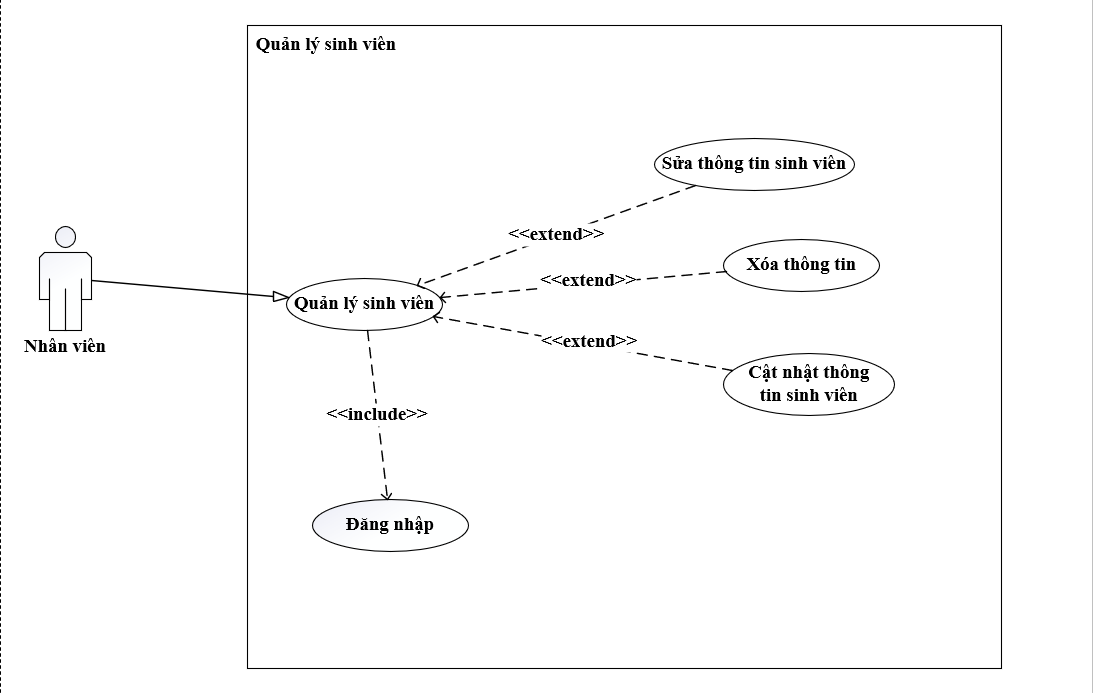 Quản lý sinh viên
Sửa thông tin sinh viên
<<extend>>
Xóa thông tin
<<extend>>
Quản lý sinh viên
<<extend>>
Nhân viên
Cật nhật thông
tin sinh viên
<<include>>
Đăng nhập